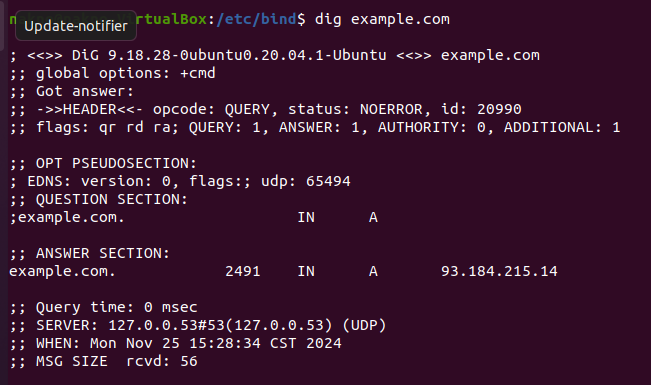 rtualBox:/etc/bind$ dig example.com
Update-notifier
; <<>> DiG 9.18.28-0ubuntu0.20.04.1-Ubuntu <<>> example.com
;; global options: +cmd
;; Got answer:
;; ->>HEADER<<- opcode: QUERY, status: NOERROR, id: 20990
;; flags: qr rd ra; QUERY: 1, ANSWER: 1, AUTHORITY: 0, ADDITIONAL: 1
;; OPT PSEUDOSECTION:
; EDNS: version: 0, flags:; udp: 65494
;; QUESTION SECTION:
;example.com. IN A
;; ANSWER SECTION:
example.com. 2491 IN A 93.184.215.14
;; Query time: 0 msec
;; SERVER: 127.0.0.53#53(127.0.0.53) (UDP)
;; WHEN: Mon Nov 25 15:28:34 CST 2024
;; MSG SIZE rcvd: 56